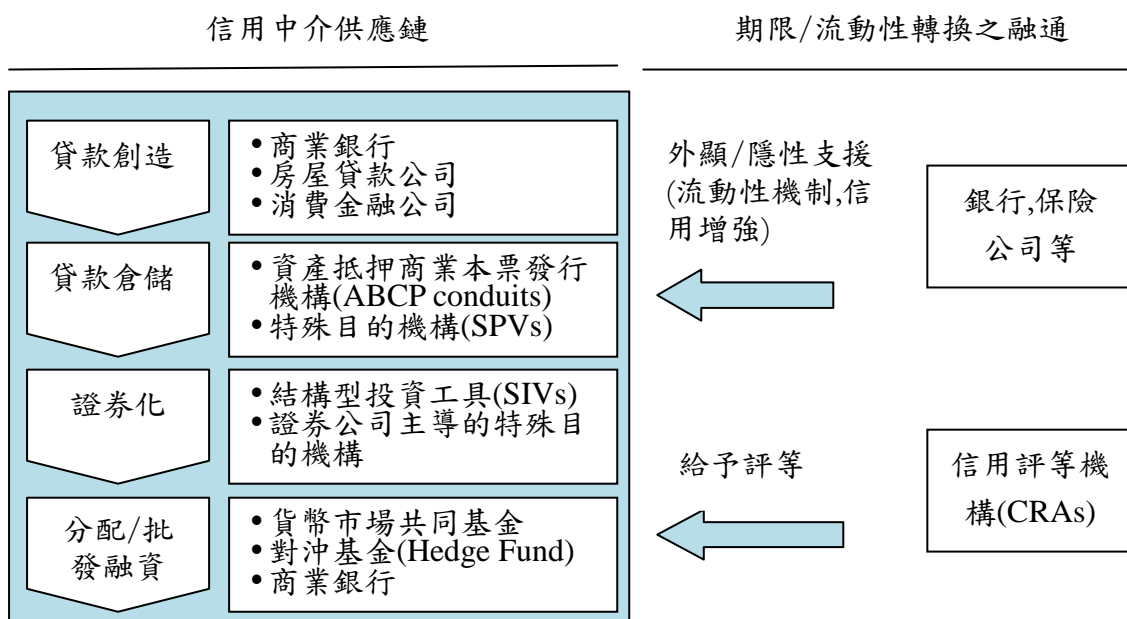 信用中介供應鏈
期限/流動性轉換之融通
貸款創造
• 商業銀行
• 房屋貸款公司
• 消費金融公司
貸款倉儲
• 資產抵押商業本票發行
機構(ABCP conduits)
• 特殊目的機構(SPVs)
證券化
• 結構型投資工具(SIVs)
• 證券公司主導的特殊目
的機構
分配/批
發融資
• 貨幣市場共同基金
• 對沖基金(Hedge Fund)
• 商業銀行
外顯/隱性支援
(流動性機制,信
用增強)
銀行,保險
公司等
給予評等
信用評等機
構(CRAs)